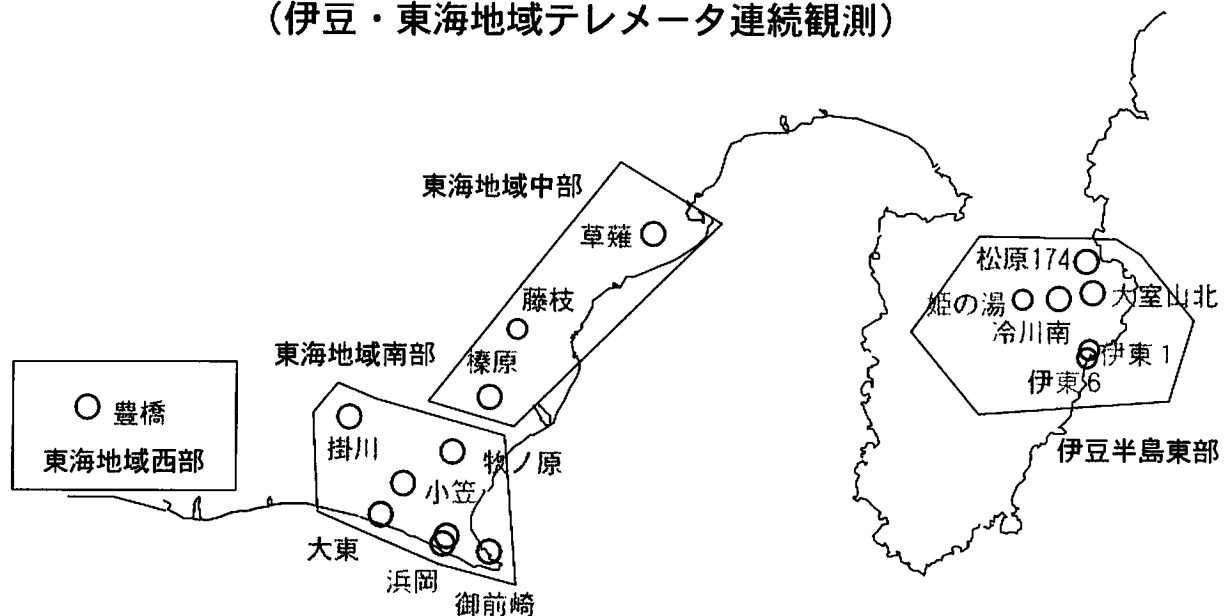 （伊豆・東海地域テレメータ連続観測）
東海地域中部
草薙
藤枝
榛原
東海地域南部
掛川
牧ノ原
小笠
大東
浜岡
御前崎
豊橋
東海地域西部
松原174
姫の湯
大室山北
冷川南
伊東1
伊東6
伊豆半島東部